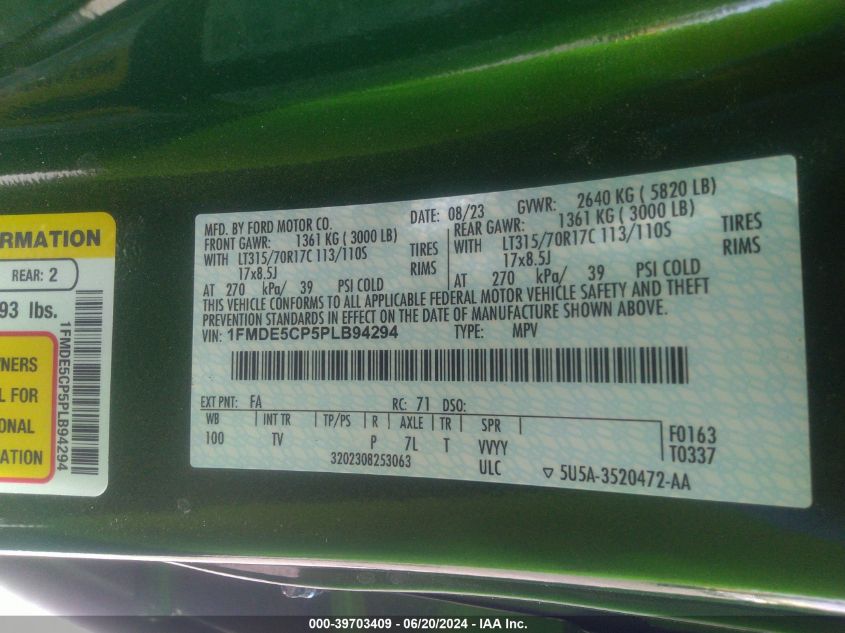 RMATION
REAR: 2
93 lbs.
NERS
L FOR
ONAL
1FMDE5CP5PLB94294
MFD. BY FORD MOTOR CO.
DATE: 08/23 GVWR: 2640 KG ( 5820 LB)
FRONT GAWR: 1361 KG ( 3000 LB)
WITH LT315/70R17C 113/110S TIRES
17x8.5J RIMS
AT 270 kPa/ 39 PSI COLD
REAR GAWR: 1361 KG ( 3000 LB)
WITH LT315/70R17C 113/110S TIRES
17x8.5J RIMS
AT 270 kPa/ 39 PSI COLD
THIS VEHICLE CONFORMS TO ALL APPLICABLE FEDERAL MOTOR VEHICLE SAFETY AND THEFT
PREVENTION STANDARDS IN EFFECT ON THE DATE OF MANUFACTURE SHOWN ABOVE.
VIN: 1FMDE5CP5PLB94294 TYPE: MPV
EXT PNT: FA RC: 71 DSO:
WB INT TR TP/PS R AXLE TR SPR
100 TV P 7L T VVYY
3202308253063 ULC
F0163
T0337
5U5A-3520472-AA
000-39703409 - 06/20/2024 - IAA Inc.